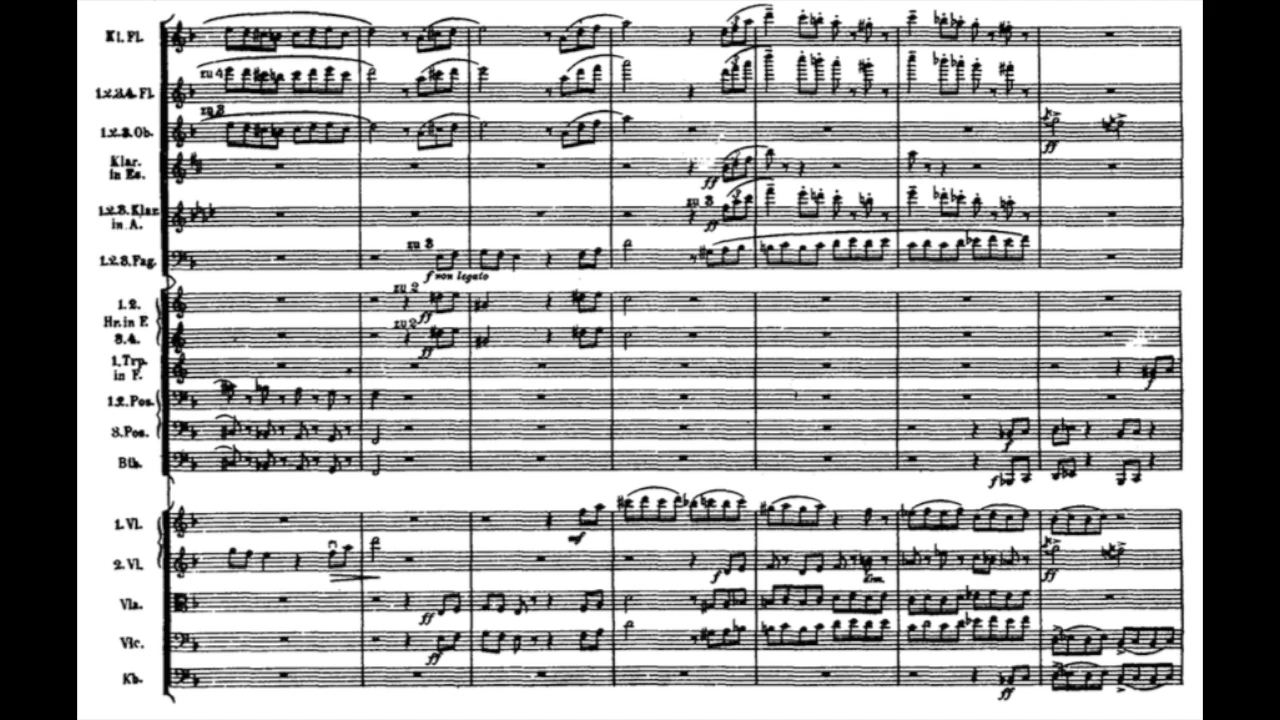 Kl. Fl.
zu 4
1.2.3.4. Fl.
zu 3
1.2.3. Ob.
ff
Klar.
in Es.
ff
zu 3
1.2.3. Klar.
in A.
ff
zu 3
1.2.3. Fag.
f non legato
zu 2
1. 2.
ff
Hr. in F.
zu 2
3. 4.
ff
1. Trp.
in F.
f
1.2. Pos.
3. Pos.
f
Btb.
f
1. Vl.
mf
2. Vl.
f
dim.
ff
Vla.
ff
Vlc.
ff
Kb.
ff